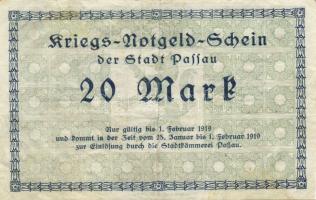 Kriegs-Notgeld-Schein
der Stadt Passau
20 Mark
Nur gültig bis 1. Februar 1919
und kommt in der Zeit vom 25. Januar bis 1. Februar 1919
zur Einlösung durch die Stadtkämmerei Passau.